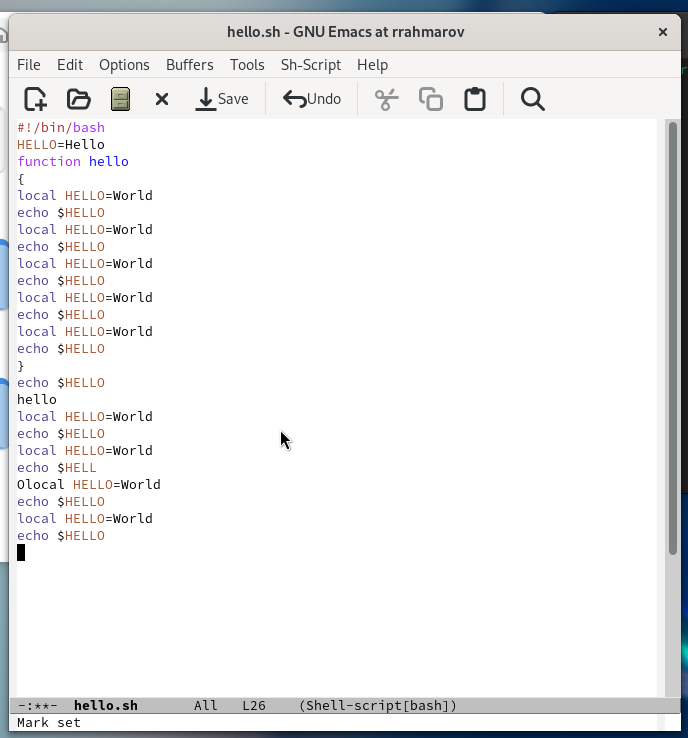 hello.sh - GNU Emacs at rrahmarov
File Edit Options Buffers Tools Sh-Script Help
Save Undo
#!/bin/bash
HELLO=Hello
function hello
{
local HELLO=World
echo $HELLO
local HELLO=World
echo $HELLO
local HELLO=World
echo $HELLO
local HELLO=World
echo $HELLO
local HELLO=World
echo $HELLO
}
echo $HELLO
hello
local HELLO=World
echo $HELLO
local HELLO=World
echo $HELL
Olocal HELLO=World
echo $HELLO
local HELLO=World
echo $HELLO
-:**- hello.sh All L26 (Shell-script[bash])
Mark set